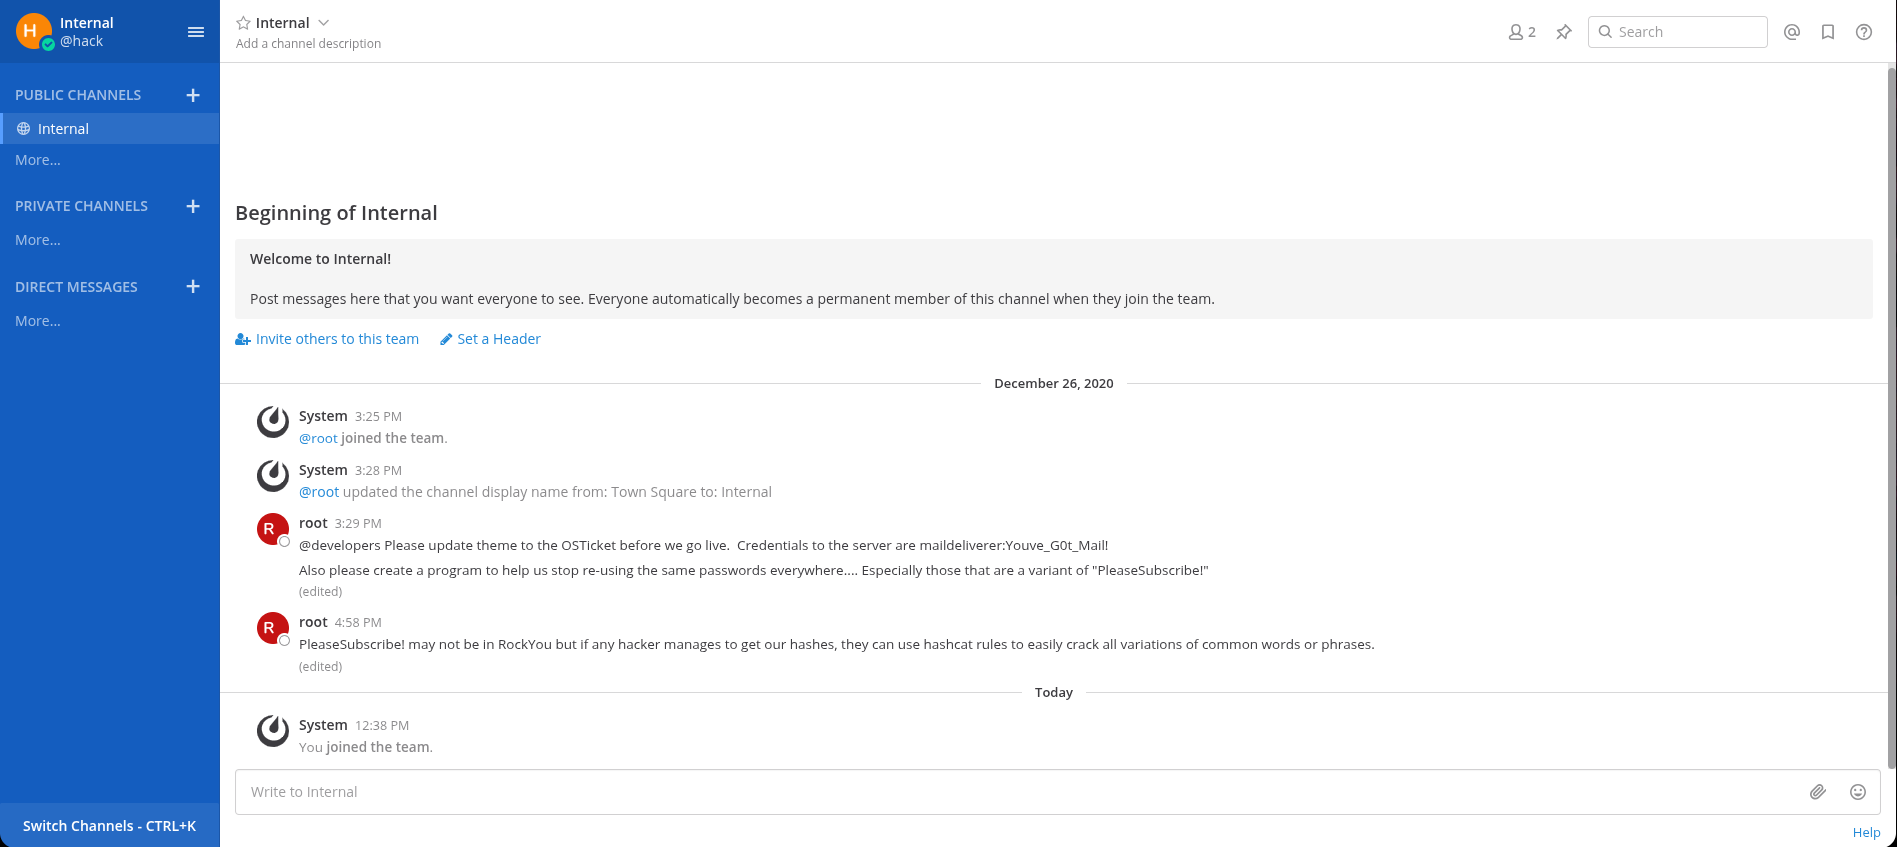 H
Internal
@hack
PUBLIC CHANNELS
Internal
More...
PRIVATE CHANNELS
More...
DIRECT MESSAGES
More...
Switch Channels - CTRL+K
Internal
Add a channel description
2
Search
Beginning of Internal
Welcome to Internal!
Post messages here that you want everyone to see. Everyone automatically becomes a permanent member of this channel when they join the team.
Invite others to this team Set a Header
December 26, 2020
System 3:25 PM
@root joined the team.
System 3:28 PM
@root updated the channel display name from: Town Square to: Internal
R
root 3:29 PM
@developers Please update theme to the OSTicket before we go live.  Credentials to the server are maildeliverer:Youve_G0t_Mail!
Also please create a program to help us stop re-using the same passwords everywhere.... Especially those that are a variant of "PleaseSubscribe!"
(edited)
R
root 4:58 PM
PleaseSubscribe! may not be in RockYou but if any hacker manages to get our hashes, they can use hashcat rules to easily crack all variations of common words or phrases.
(edited)
Today
System 12:38 PM
You joined the team.
Write to Internal
Help